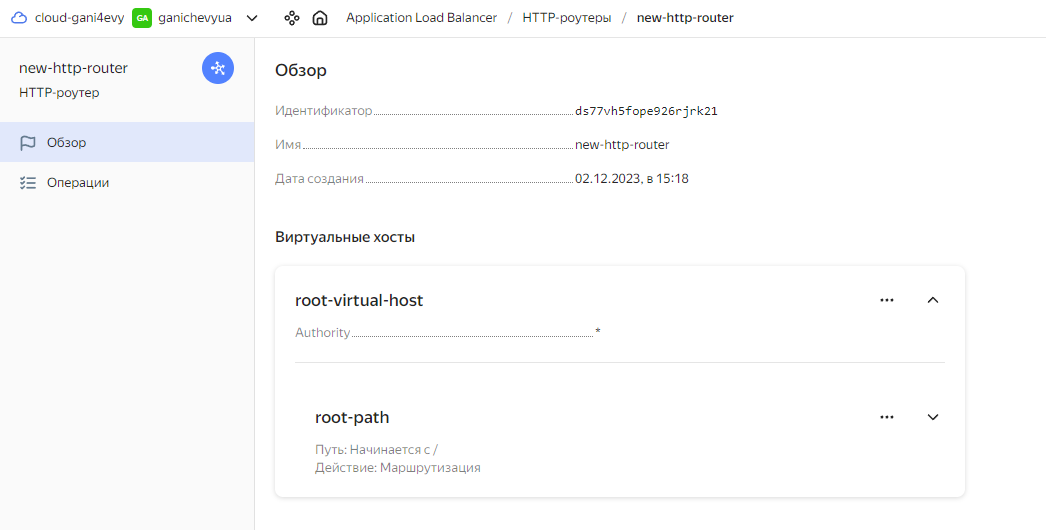 cloud-gani4evy GA ganichevyua Application Load Balancer / HTTP-роутеры / new-http-router
new-http-router
HTTP-роутер
Обзор
Операции
Обзор
Идентификатор ds77vh5fope926rjrk21
Имя new-http-router
Дата создания 02.12.2023, в 15:18
Виртуальные хосты
root-virtual-host
Authority *
root-path
Путь: Начинается с /
Действие: Маршрутизация